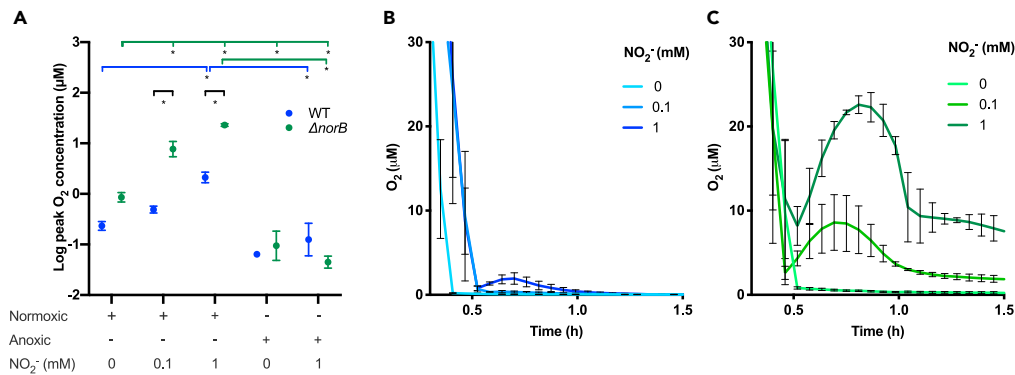 A
Log peak O₂ concentration (μM)
3
2
1
0
-1
-2
* * * *
*
* *
* *
WT
ΔnorB
Normoxic + + + - -
Anoxic - - - + +
NO₂⁻ (mM) 0 0.1 1 0 1
B
O₂ (μM)
30
20
10
0
NO₂⁻ (mM)
0
0.1
1
0.5 1.0 1.5
Time (h)
C
O₂ (μM)
30
20
10
0
NO₂⁻ (mM)
0
0.1
1
0.5 1.0 1.5
Time (h)